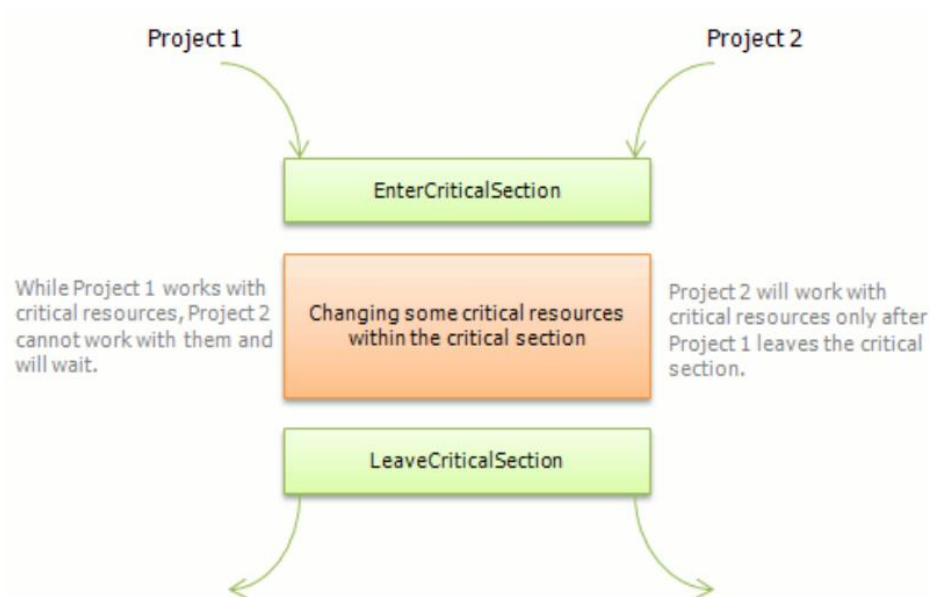 Project 1
Project 2
EnterCriticalSection
While Project 1 works with
critical resources, Project 2
cannot work with them and
will wait.
Changing some critical resources
within the critical section
Project 2 will work with
critical resources only after
Project 1 leaves the critical
section.
LeaveCriticalSection